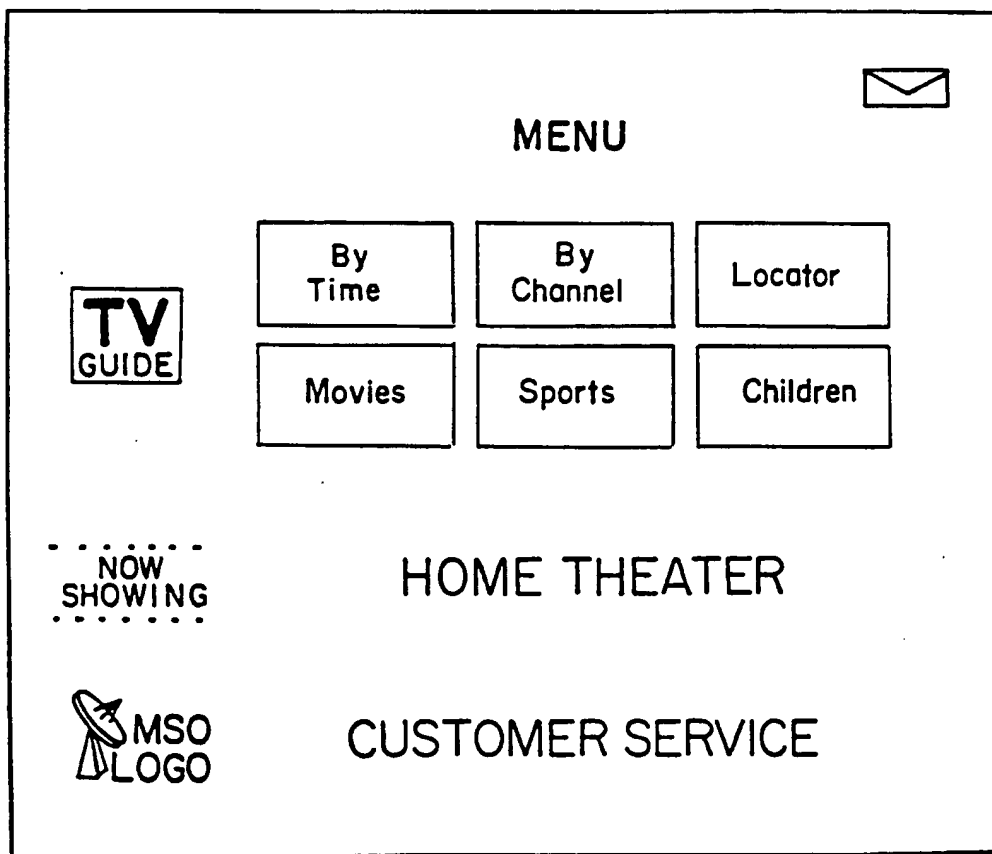 MENU
By
Time
By
Channel
Locator
TV
GUIDE
Movies
Sports
Children
NOW
SHOWING
HOME THEATER
MSO
LOGO
CUSTOMER SERVICE